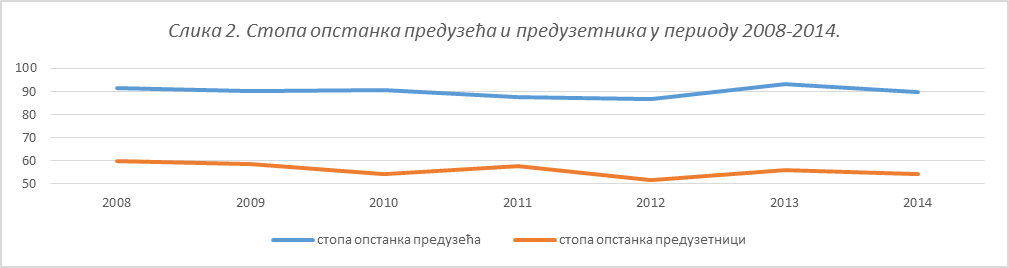 Слика 2. Стопа опстанка предузећа и предузетника у периоду 2008-2014.
100
90
80
70
60
50
2008 2009 2010 2011 2012 2013 2014
стопа опстанка предузећа стопа опстанка предузетници